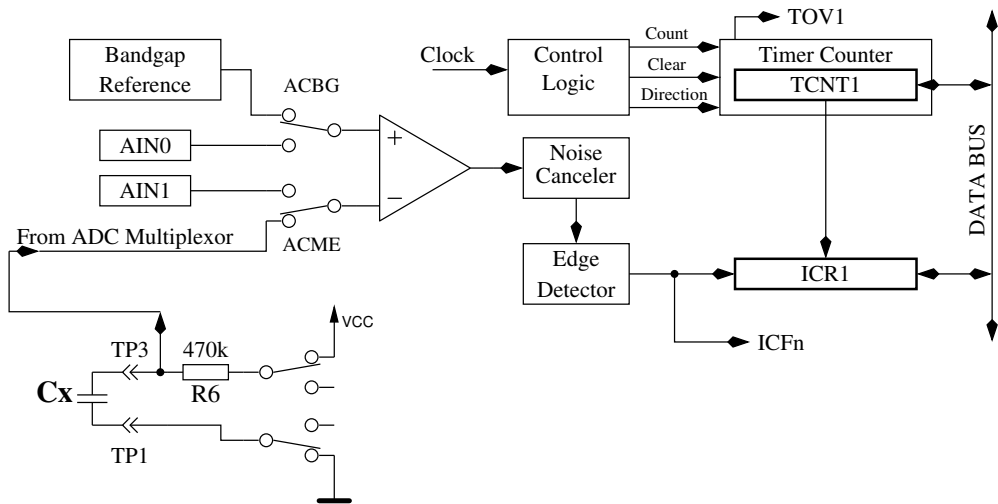 TOV1
Bandgap
Reference
ACBG
Clock
Control
Logic
Count
Clear
Direction
Timer Counter
TCNT1
AIN0
AIN1
+
−
Noise
Canceler
DATA BUS
From ADC Multiplexor
ACME
Edge
Detector
ICR1
ICFn
VCC
TP3
470k
R6
Cx
TP1